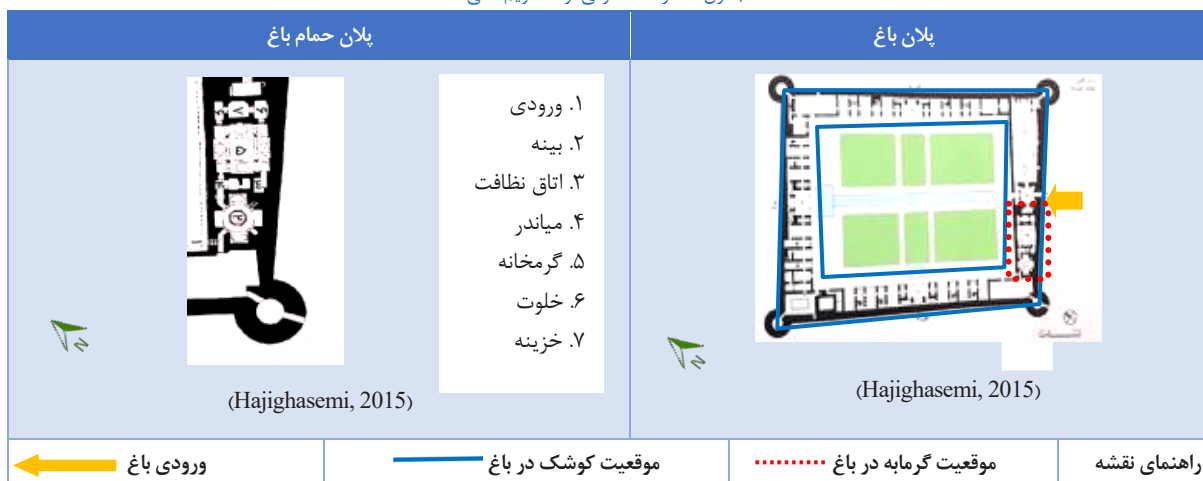 پلان باغ
پلان حمام باغ
(Hajighasemi, 2015)
۱. ورودی
۲. بینه
۳. اتاق نظافت
۴. میاندر
۵. گرمخانه
۶. خلوت
۷. خزینه
(Hajighasemi, 2015)
راهنمای نقشه
موقعیت گرمابه در باغ
موقعیت کوشک در باغ
ورودی باغ